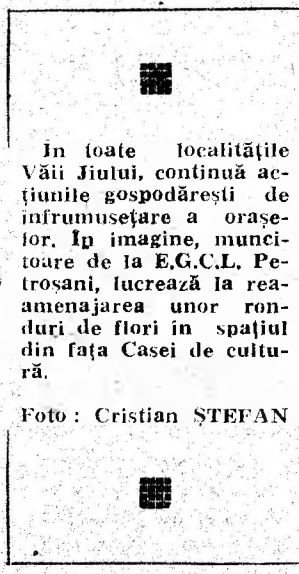 În toate localitățile
Văii Jiului, continuă ac-
țiunile gospodărești de
înfrumusețare a orașe-
lor. În imagine, munci-
toare de la E.G.C.L. Pe-
troșani, lucrează la rea-
amenajarea unor ron-
duri de flori în spațiul
din fața Casei de cultu-
ră.
Foto : Cristian ȘTEFAN